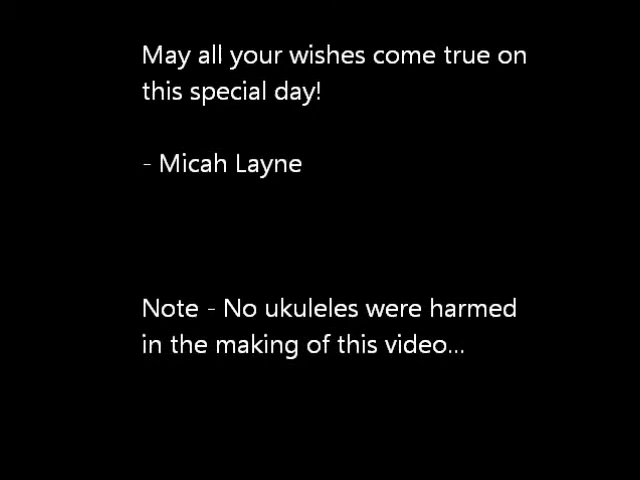 May all your wishes come true on
this special day!
- Micah Layne
Note - No ukuleles were harmed
in the making of this video...